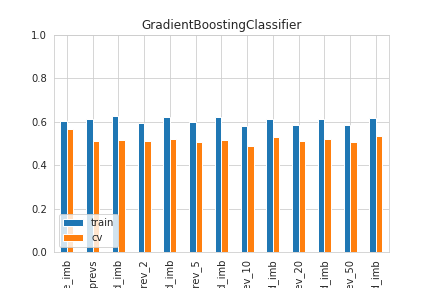 GradientBoostingClassifier
1.0
0.8
0.6
0.4
0.2
0.0
train
cv
e_imb
prevs
d_imb
rev_2
d_imb
rev_5
d_imb
ev_10
d_imb
ev_20
d_imb
ev_50
d_imb